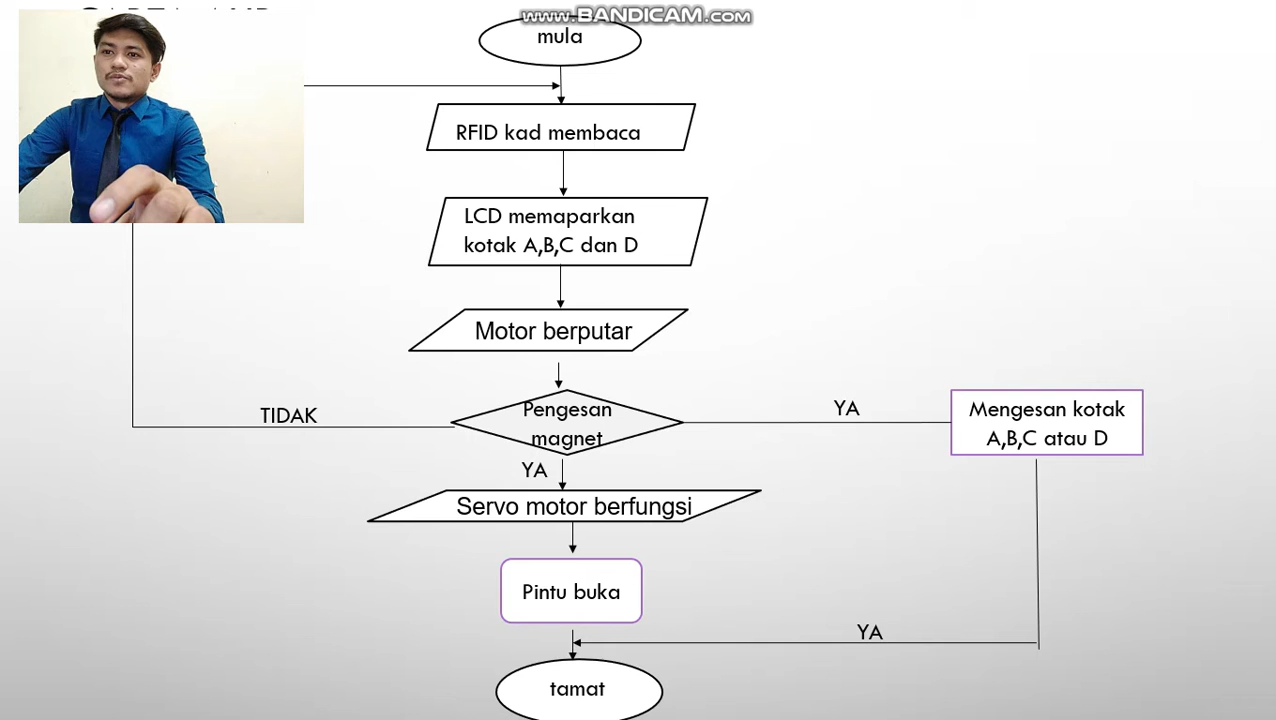 www.BANDICAM.com
mula
RFID kad membaca
LCD memaparkan
kotak A,B,C dan D
Motor berputar
Pengesan
magnet
TIDAK
YA
Mengesan kotak
A,B,C atau D
YA
Servo motor berfungsi
Pintu buka
YA
tamat